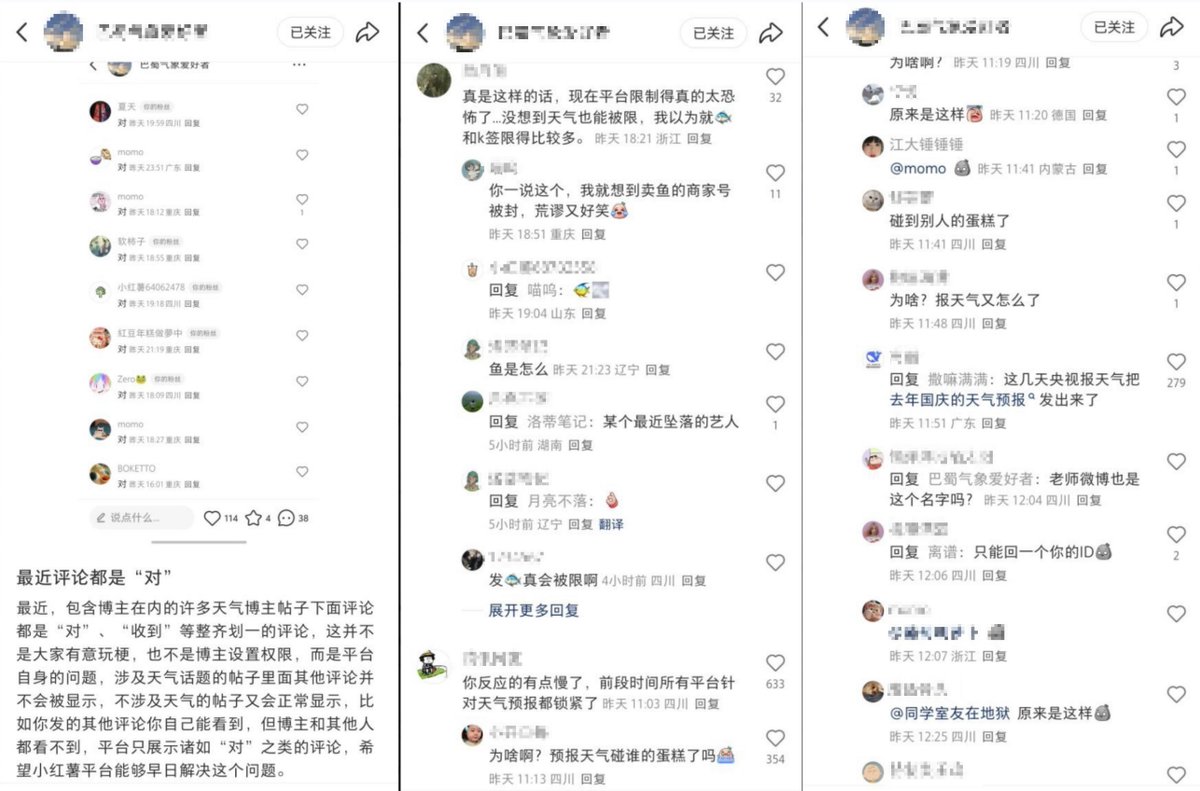 已关注
巴蜀气象爱好者
夏天 你的粉丝
对 昨天 19:59 四川 回复
momo
对 昨天 23:51 广东 回复
momo
对 昨天 18:12 重庆 回复
1
软柿子 你的粉丝
对 昨天 18:55 重庆 回复
小红薯64062478 你的粉丝
对 昨天 19:18 四川 回复
红豆年糕做夢中 你的粉丝
对 昨天 21:19 重庆 回复
Zero 你的粉丝
对 昨天 18:09 四川 回复
momo
对 昨天 18:27 重庆 回复
BOKETTO
对 昨天 16:01 重庆 回复
说点什么... 114 4 38
最近评论都是“对”
最近，包含博主在内的许多天气博主帖子下面评论
都是“对”、“收到”等整齐划一的评论，这并不
是大家有意玩梗，也不是博主设置权限，而是平台
自身的问题，涉及天气话题的帖子里面其他评论并
不会被显示，不涉及天气的帖子又会正常显示，比
如你发的其他评论你自己能看到，但博主和其他人
都看不到，平台只展示诸如“对”之类的评论，希
望小红薯平台能够早日解决这个问题。
已关注
真是这样的话，现在平台限制得真的太恐
怖了...没想到天气也能被限，我以为就🐟
和k签限得比较多。 昨天 18:21 浙江 回复
32
你一说这个，我就想到卖鱼的商家号
被封，荒谬又好笑
昨天 18:51 重庆 回复
11
回复 喵呜：🐠
昨天 19:04 山东 回复
鱼是怎么 昨天 21:23 辽宁 回复
回复 洛蒂笔记：某个最近坠落的艺人
5小时前 湖南 回复
1
回复 月亮不落：
5小时前 辽宁 回复 翻译
发🐟真会被限啊 4小时前 四川 回复
展开更多回复
你反应的有点慢了，前段时间所有平台针
对天气预报都锁紧了 昨天 11:03 四川 回复
633
为啥啊？预报天气碰谁的蛋糕了吗
昨天 11:13 四川 回复
354
已关注
为啥啊？ 昨天 11:19 四川 回复
3
原来是这样 昨天 11:20 德国 回复
1
江大锤锤锤
@momo 昨天 11:41 内蒙古 回复
1
碰到别人的蛋糕了
昨天 11:41 四川 回复
1
为啥？报天气又怎么了
昨天 11:48 四川 回复
1
回复 撒嘛满满：这几天央视报天气把
去年国庆的天气预报 发出来了
昨天 11:51 广东 回复
279
回复 巴蜀气象爱好者：老师微博也是
这个名字吗？ 昨天 12:04 四川 回复
回复 离谱：只能回一个你的ID
昨天 12:06 四川 回复
2
昨天 12:07 浙江 回复
@同学室友在地狱 原来是这样
昨天 12:25 四川 回复